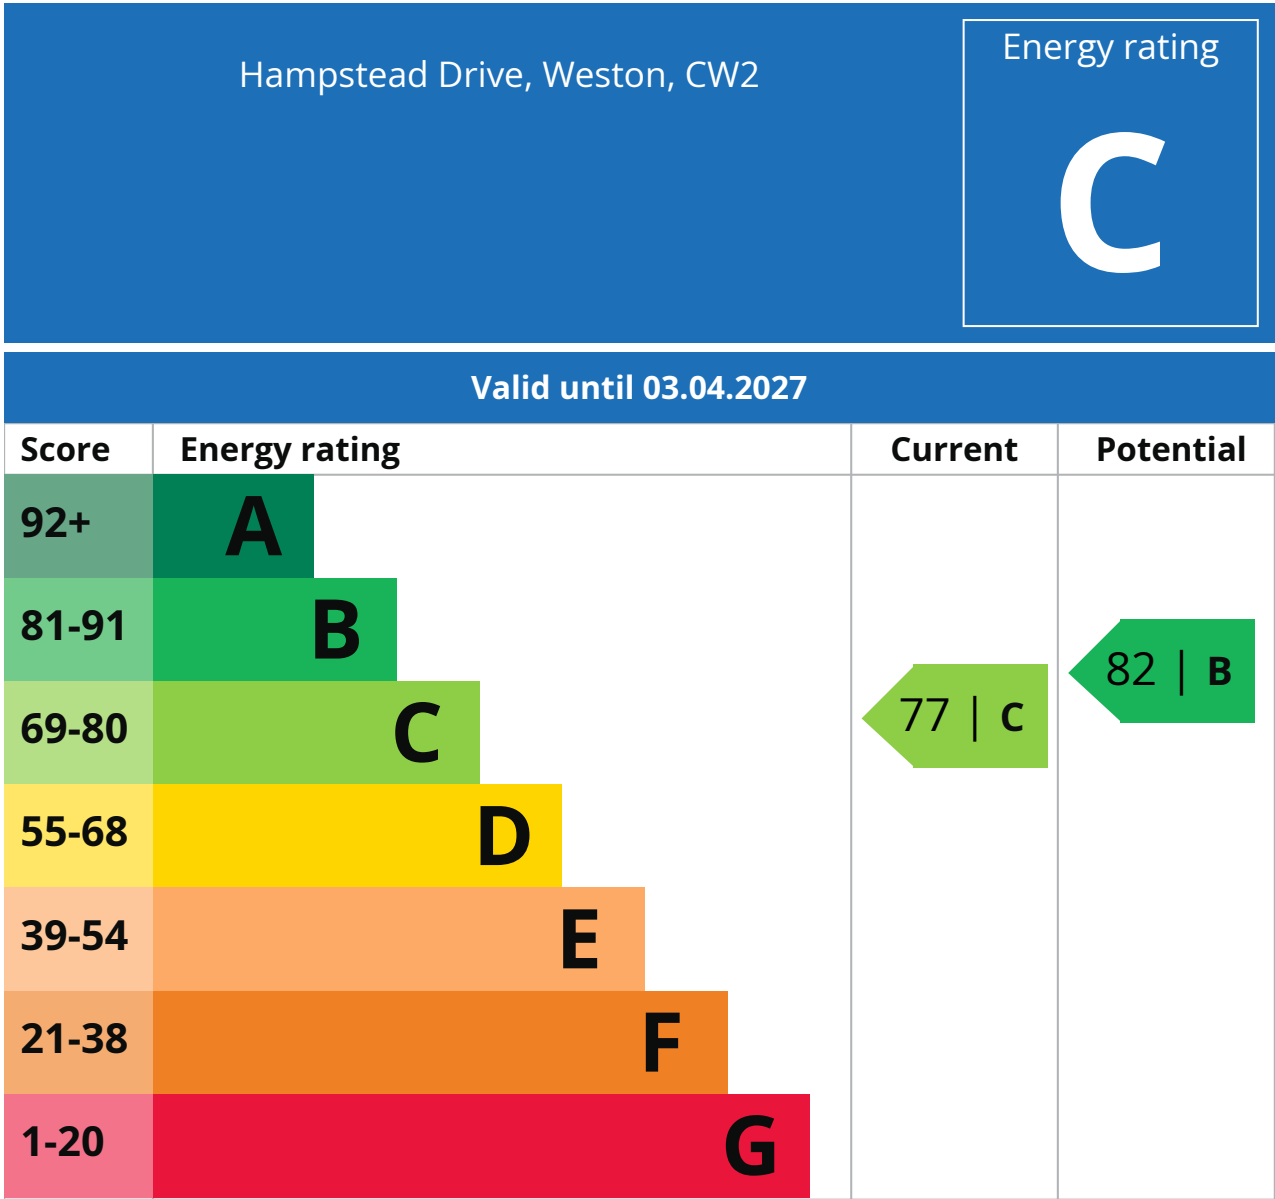 Hampstead Drive, Weston, CW2
Energy rating
C
Valid until 03.04.2027
Score Energy rating Current Potential
92+ A
81-91 B
82 | B
69-80 C
77 | C
55-68 D
39-54 E
21-38 F
1-20 G